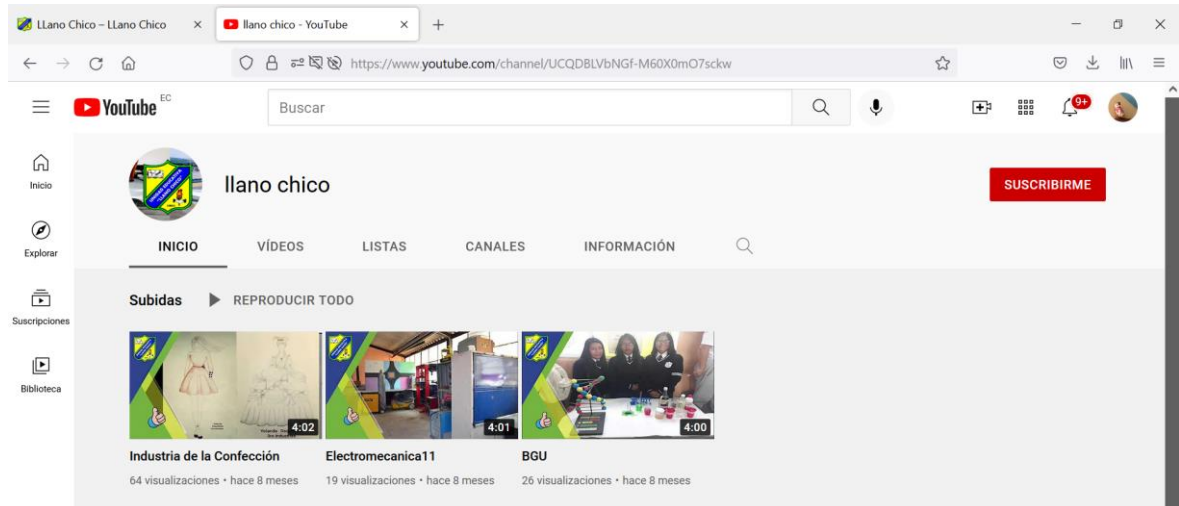 LLano Chico – LLano Chico
llano chico - YouTube
https://www.youtube.com/channel/UCQDBLVbNGf-M60X0mO7sckw
YouTube EC
Buscar
9+
Inicio
Explorar
Suscripciones
Biblioteca
llano chico
SUSCRIBIRME
INICIO VÍDEOS LISTAS CANALES INFORMACIÓN
Subidas REPRODUCIR TODO
4:02 4:01 4:00
Industria de la Confección Electromecanica11 BGU
64 visualizaciones • hace 8 meses 19 visualizaciones • hace 8 meses 26 visualizaciones • hace 8 meses